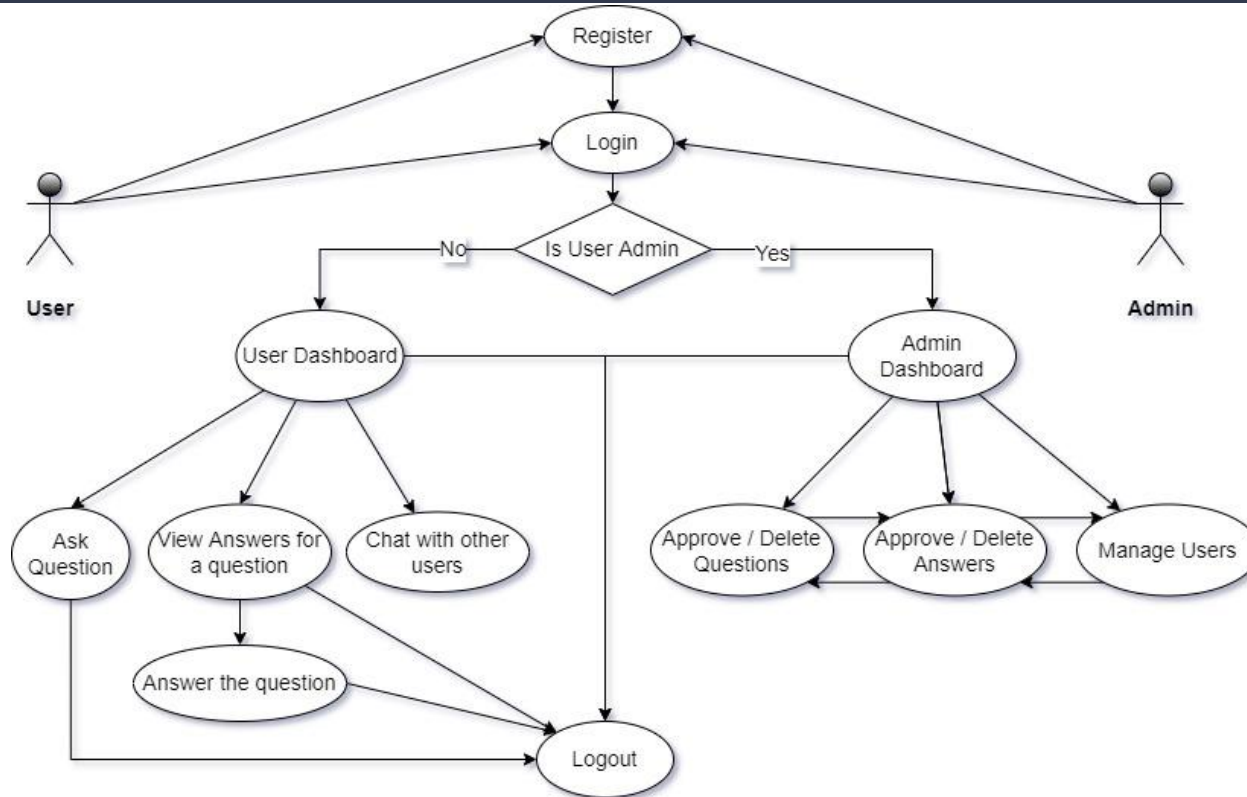 Register
Login
Is User Admin
No
Yes
User
Admin
User Dashboard
Admin
Dashboard
Ask
Question
View Answers for
a question
Chat with other
users
Approve / Delete
Questions
Approve / Delete
Answers
Manage Users
Answer the question
Logout